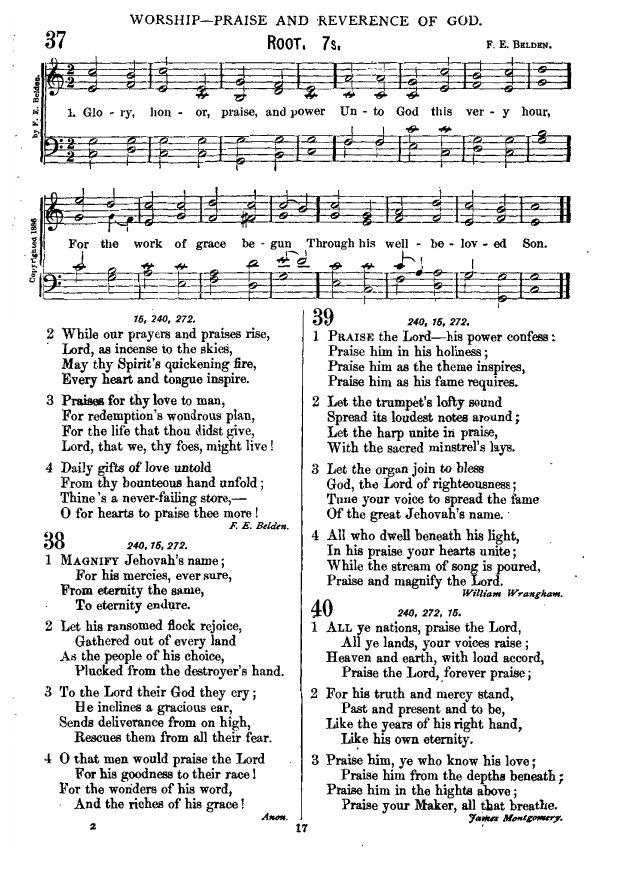 WORSHIP—PRAISE AND REVERENCE OF GOD.
37
ROOT. 7s.
F. E. BELDEN.
by F. E. Belden.
1. Glo - ry, hon - or, praise, and power Un - to God this ver - y hour,
Copyrighted 1886
For the work of grace be - gun Through his well - be - lov - ed Son.
15, 240, 272.
2 While our prayers and praises rise,
Lord, as incense to the skies,
May thy Spirit's quickening fire,
Every heart and tongue inspire.
3 Praises for thy love to man,
For redemption's wondrous plan,
For the life that thou didst give,
Lord, that we, thy foes, might live!
4 Daily gifts of love untold
From thy bounteous hand unfold;
Thine's a never-failing store,—
O for hearts to praise thee more!
F. E. Belden.
38
240, 15, 272.
1 MAGNIFY Jehovah's name;
For his mercies, ever sure,
From eternity the same,
To eternity endure.
2 Let his ransomed flock rejoice,
Gathered out of every land
As the people of his choice,
Plucked from the destroyer's hand.
3 To the Lord their God they cry;
He inclines a gracious ear,
Sends deliverance from on high,
Rescues them from all their fear.
4 O that men would praise the Lord
For his goodness to their race!
For the wonders of his word,
And the riches of his grace!
Anon.
39
240, 15, 272.
1 PRAISE the Lord—his power confess:
Praise him in his holiness;
Praise him as the theme inspires,
Praise him as his fame requires.
2 Let the trumpet's lofty sound
Spread its loudest notes around;
Let the harp unite in praise,
With the sacred minstrel's lays.
3 Let the organ join to bless
God, the Lord of righteousness;
Tune your voice to spread the fame
Of the great Jehovah's name.
4 All who dwell beneath his light,
In his praise your hearts unite;
While the stream of song is poured,
Praise and magnify the Lord.
William Wrangham.
40
240, 272, 15.
1 ALL ye nations, praise the Lord,
All ye lands, your voices raise;
Heaven and earth, with loud accord,
Praise the Lord, forever praise;
2 For his truth and mercy stand,
Past and present and to be,
Like the years of his right hand,
Like his own eternity.
3 Praise him, ye who know his love;
Praise him from the depths beneath;
Praise him in the hights above;
Praise your Maker, all that breathe.
James Montgomery.
2
17